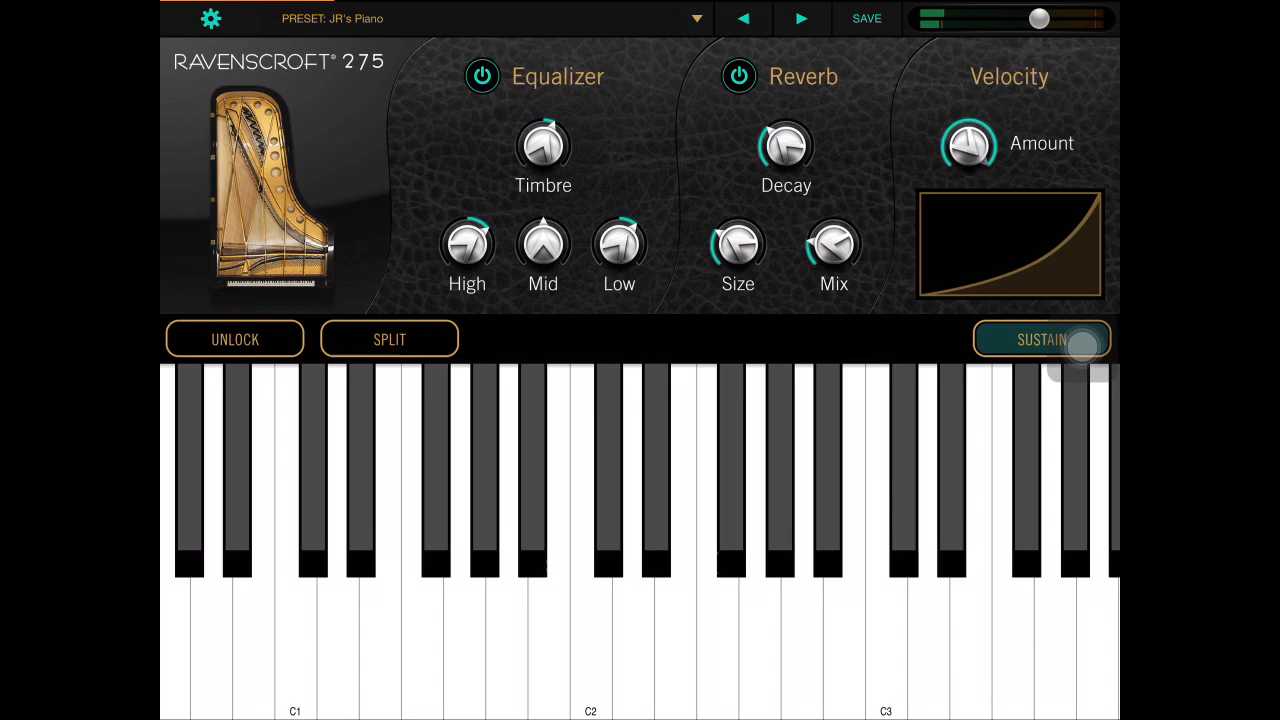 PRESET: JR's Piano
SAVE
RAVENSCROFT® 275
Equalizer
Reverb
Velocity
Timbre
Decay
Amount
High
Mid
Low
Size
Mix
UNLOCK
SPLIT
SUSTAIN
C1
C2
C3